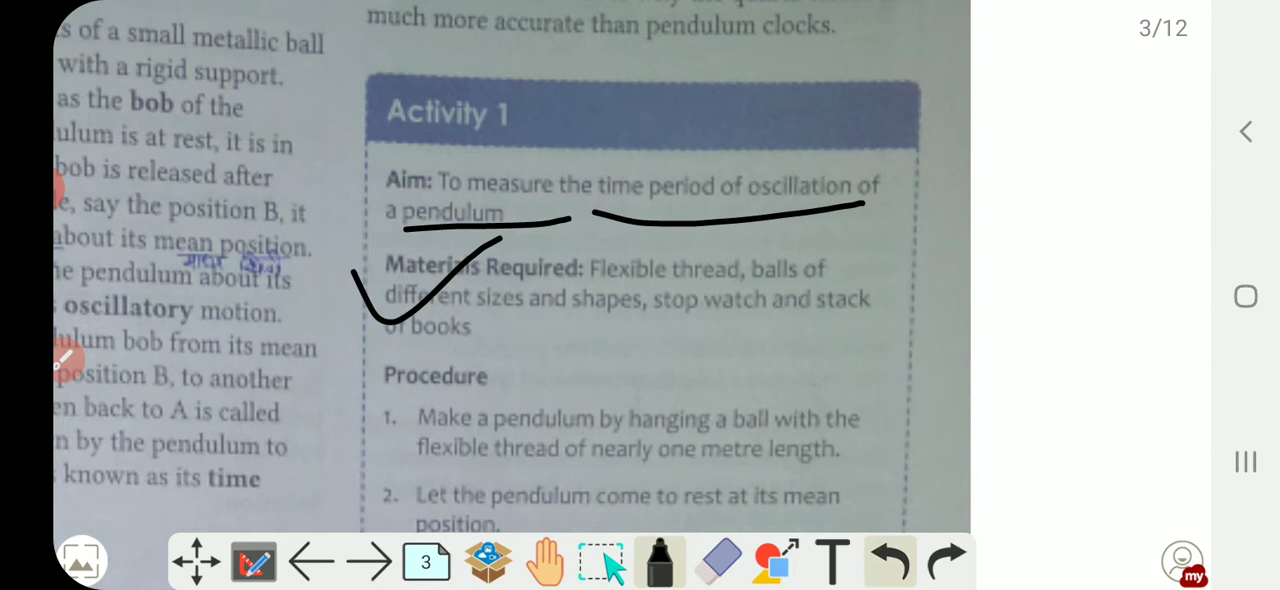 s of a small metallic ball
with a rigid support.
as the bob of the
ulum is at rest, it is in
bob is released after
e, say the position B, it
about its mean position.
he pendulum about its
oscillatory motion.
lulum bob from its mean
position B, to another
en back to A is called
n by the pendulum to
known as its time
much more accurate than pendulum clocks.
Activity 1
Aim: To measure the time period of oscillation of
a pendulum
Materials Required: Flexible thread, balls of
different sizes and shapes, stop watch and stack
of books
Procedure
1. Make a pendulum by hanging a ball with the
flexible thread of nearly one metre length.
2. Let the pendulum come to rest at its mean
position.
3/12
3
T
my